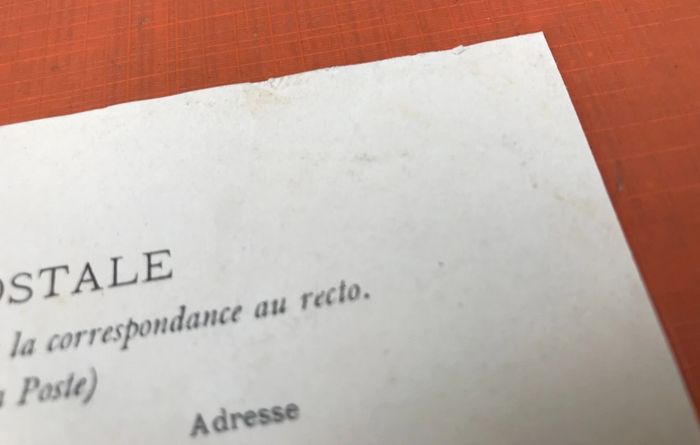 OSTALE
la correspondance au recto.
Poste)
Adresse